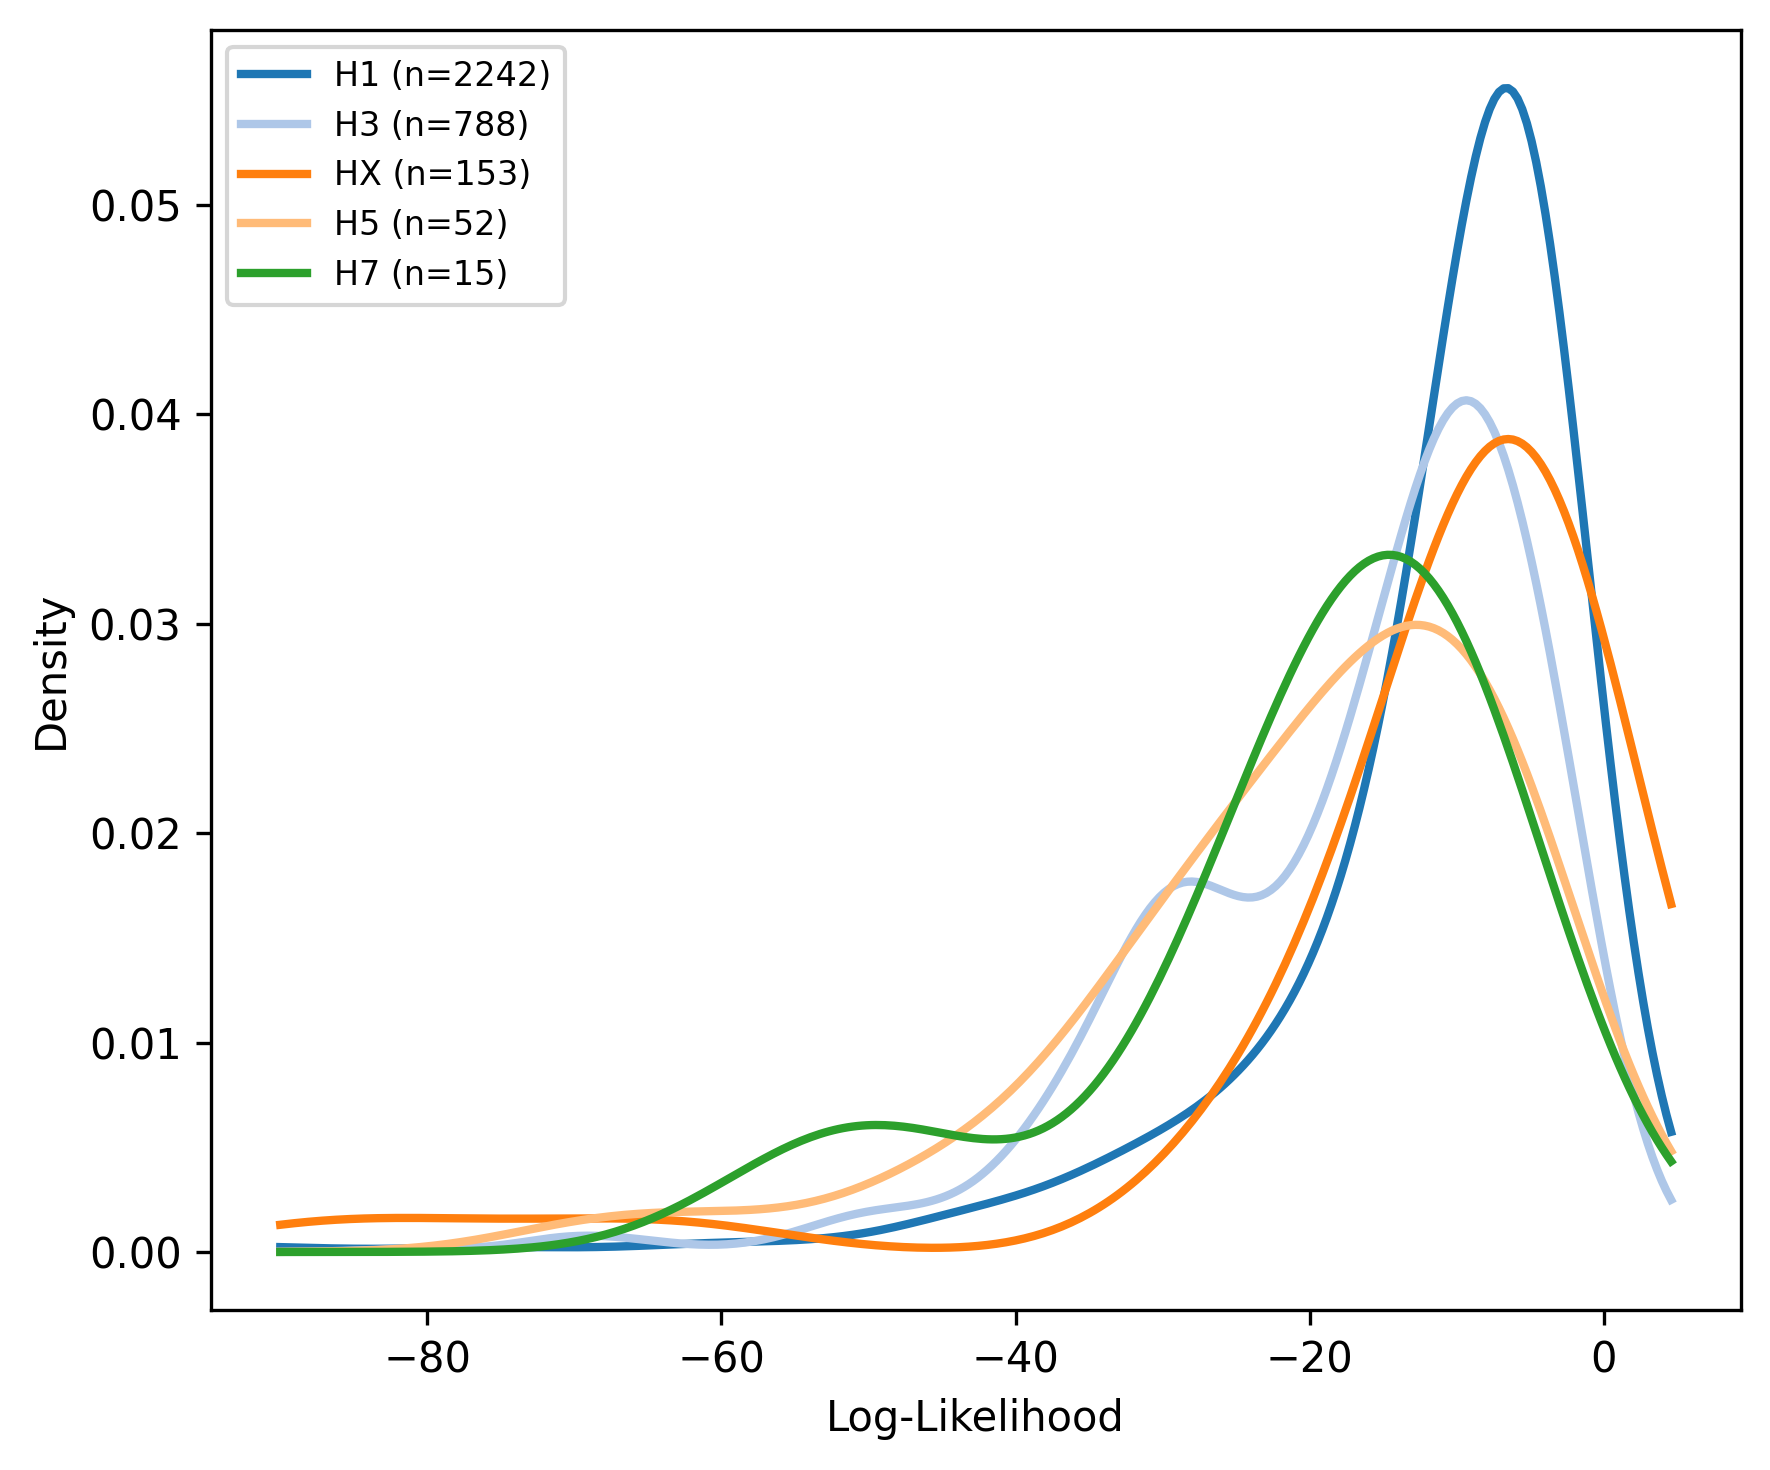 H1 (n=2242)
H3 (n=788)
HX (n=153)
H5 (n=52)
H7 (n=15)
0.05
0.04
0.03
0.02
0.01
0.00
Density
−80 −60 −40 −20 0
Log-Likelihood